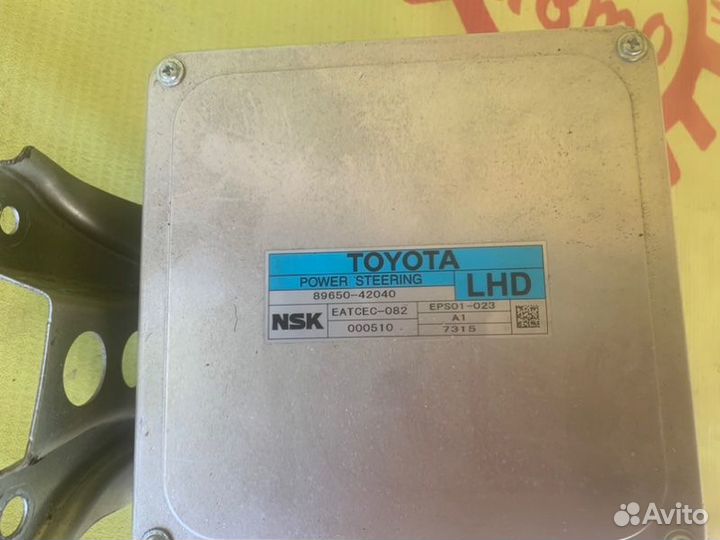 TOYOTA
POWER STEERING
LHD
89650-42040
NSK
EATCEC-082
EPS01-023
000510
A1
7315
Avito